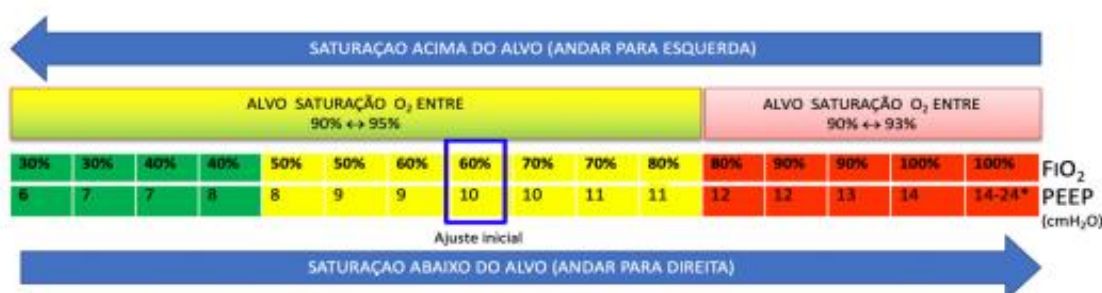 SATURAÇAO ACIMA DO ALVO (ANDAR PARA ESQUERDA)
ALVO SATURAÇÃO O₂ ENTRE
90% ↔ 95%
ALVO SATURAÇÃO O₂ ENTRE
90% ↔ 93%
30% 30% 40% 40% 50% 50% 60% 60% 70% 70% 80% 80% 90% 90% 100% 100% FIO₂
6 7 7 8 8 9 9 10 10 11 11 12 12 13 14 14-24* PEEP
(cmH₂O)
Ajuste inicial
SATURAÇAO ABAIXO DO ALVO (ANDAR PARA DIREITA)